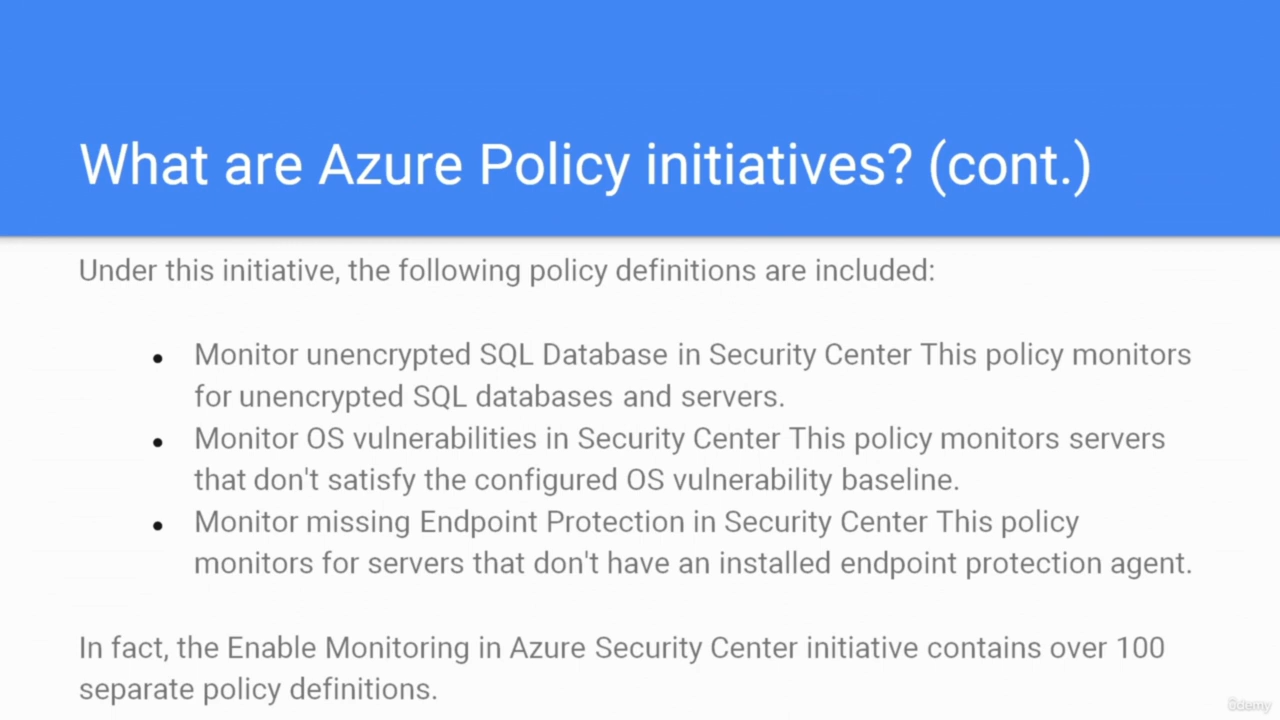 What are Azure Policy initiatives? (cont.)
Under this initiative, the following policy definitions are included:
● Monitor unencrypted SQL Database in Security Center This policy monitors
for unencrypted SQL databases and servers.
● Monitor OS vulnerabilities in Security Center This policy monitors servers
that don't satisfy the configured OS vulnerability baseline.
● Monitor missing Endpoint Protection in Security Center This policy
monitors for servers that don't have an installed endpoint protection agent.
In fact, the Enable Monitoring in Azure Security Center initiative contains over 100
separate policy definitions.
ûdemy